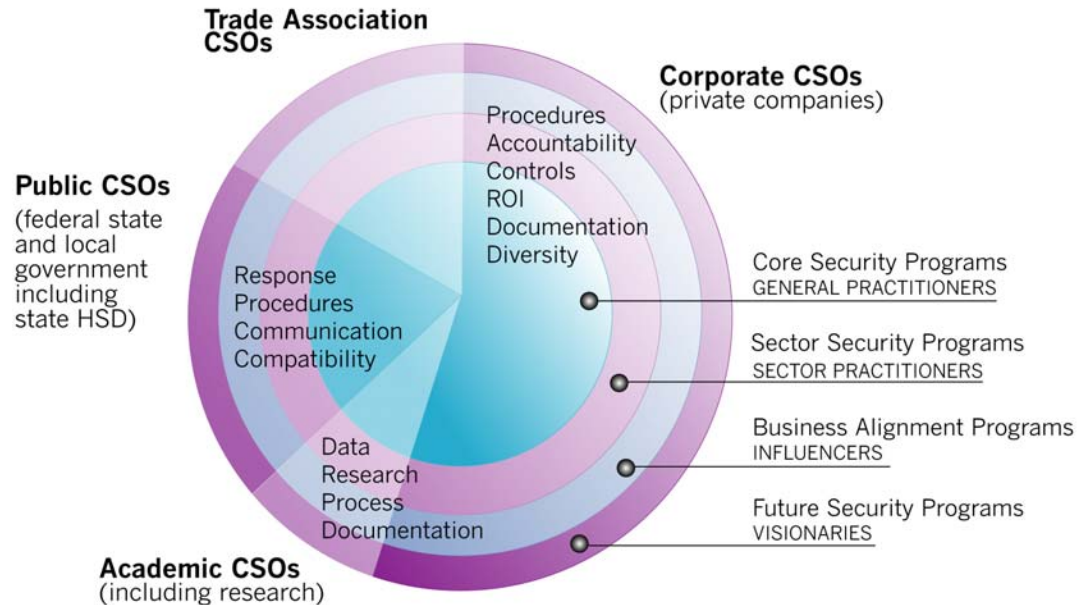 Trade Association
CSOs
Corporate CSOs
(private companies)
Procedures
Accountability
Controls
ROI
Documentation
Diversity
Public CSOs
(federal state
and local
government
including
state HSD)
Response
Procedures
Communication
Compatibility
Core Security Programs
GENERAL PRACTITIONERS
Sector Security Programs
SECTOR PRACTITIONERS
Business Alignment Programs
INFLUENCERS
Future Security Programs
VISIONARIES
Data
Research
Process
Documentation
Academic CSOs
(including research)